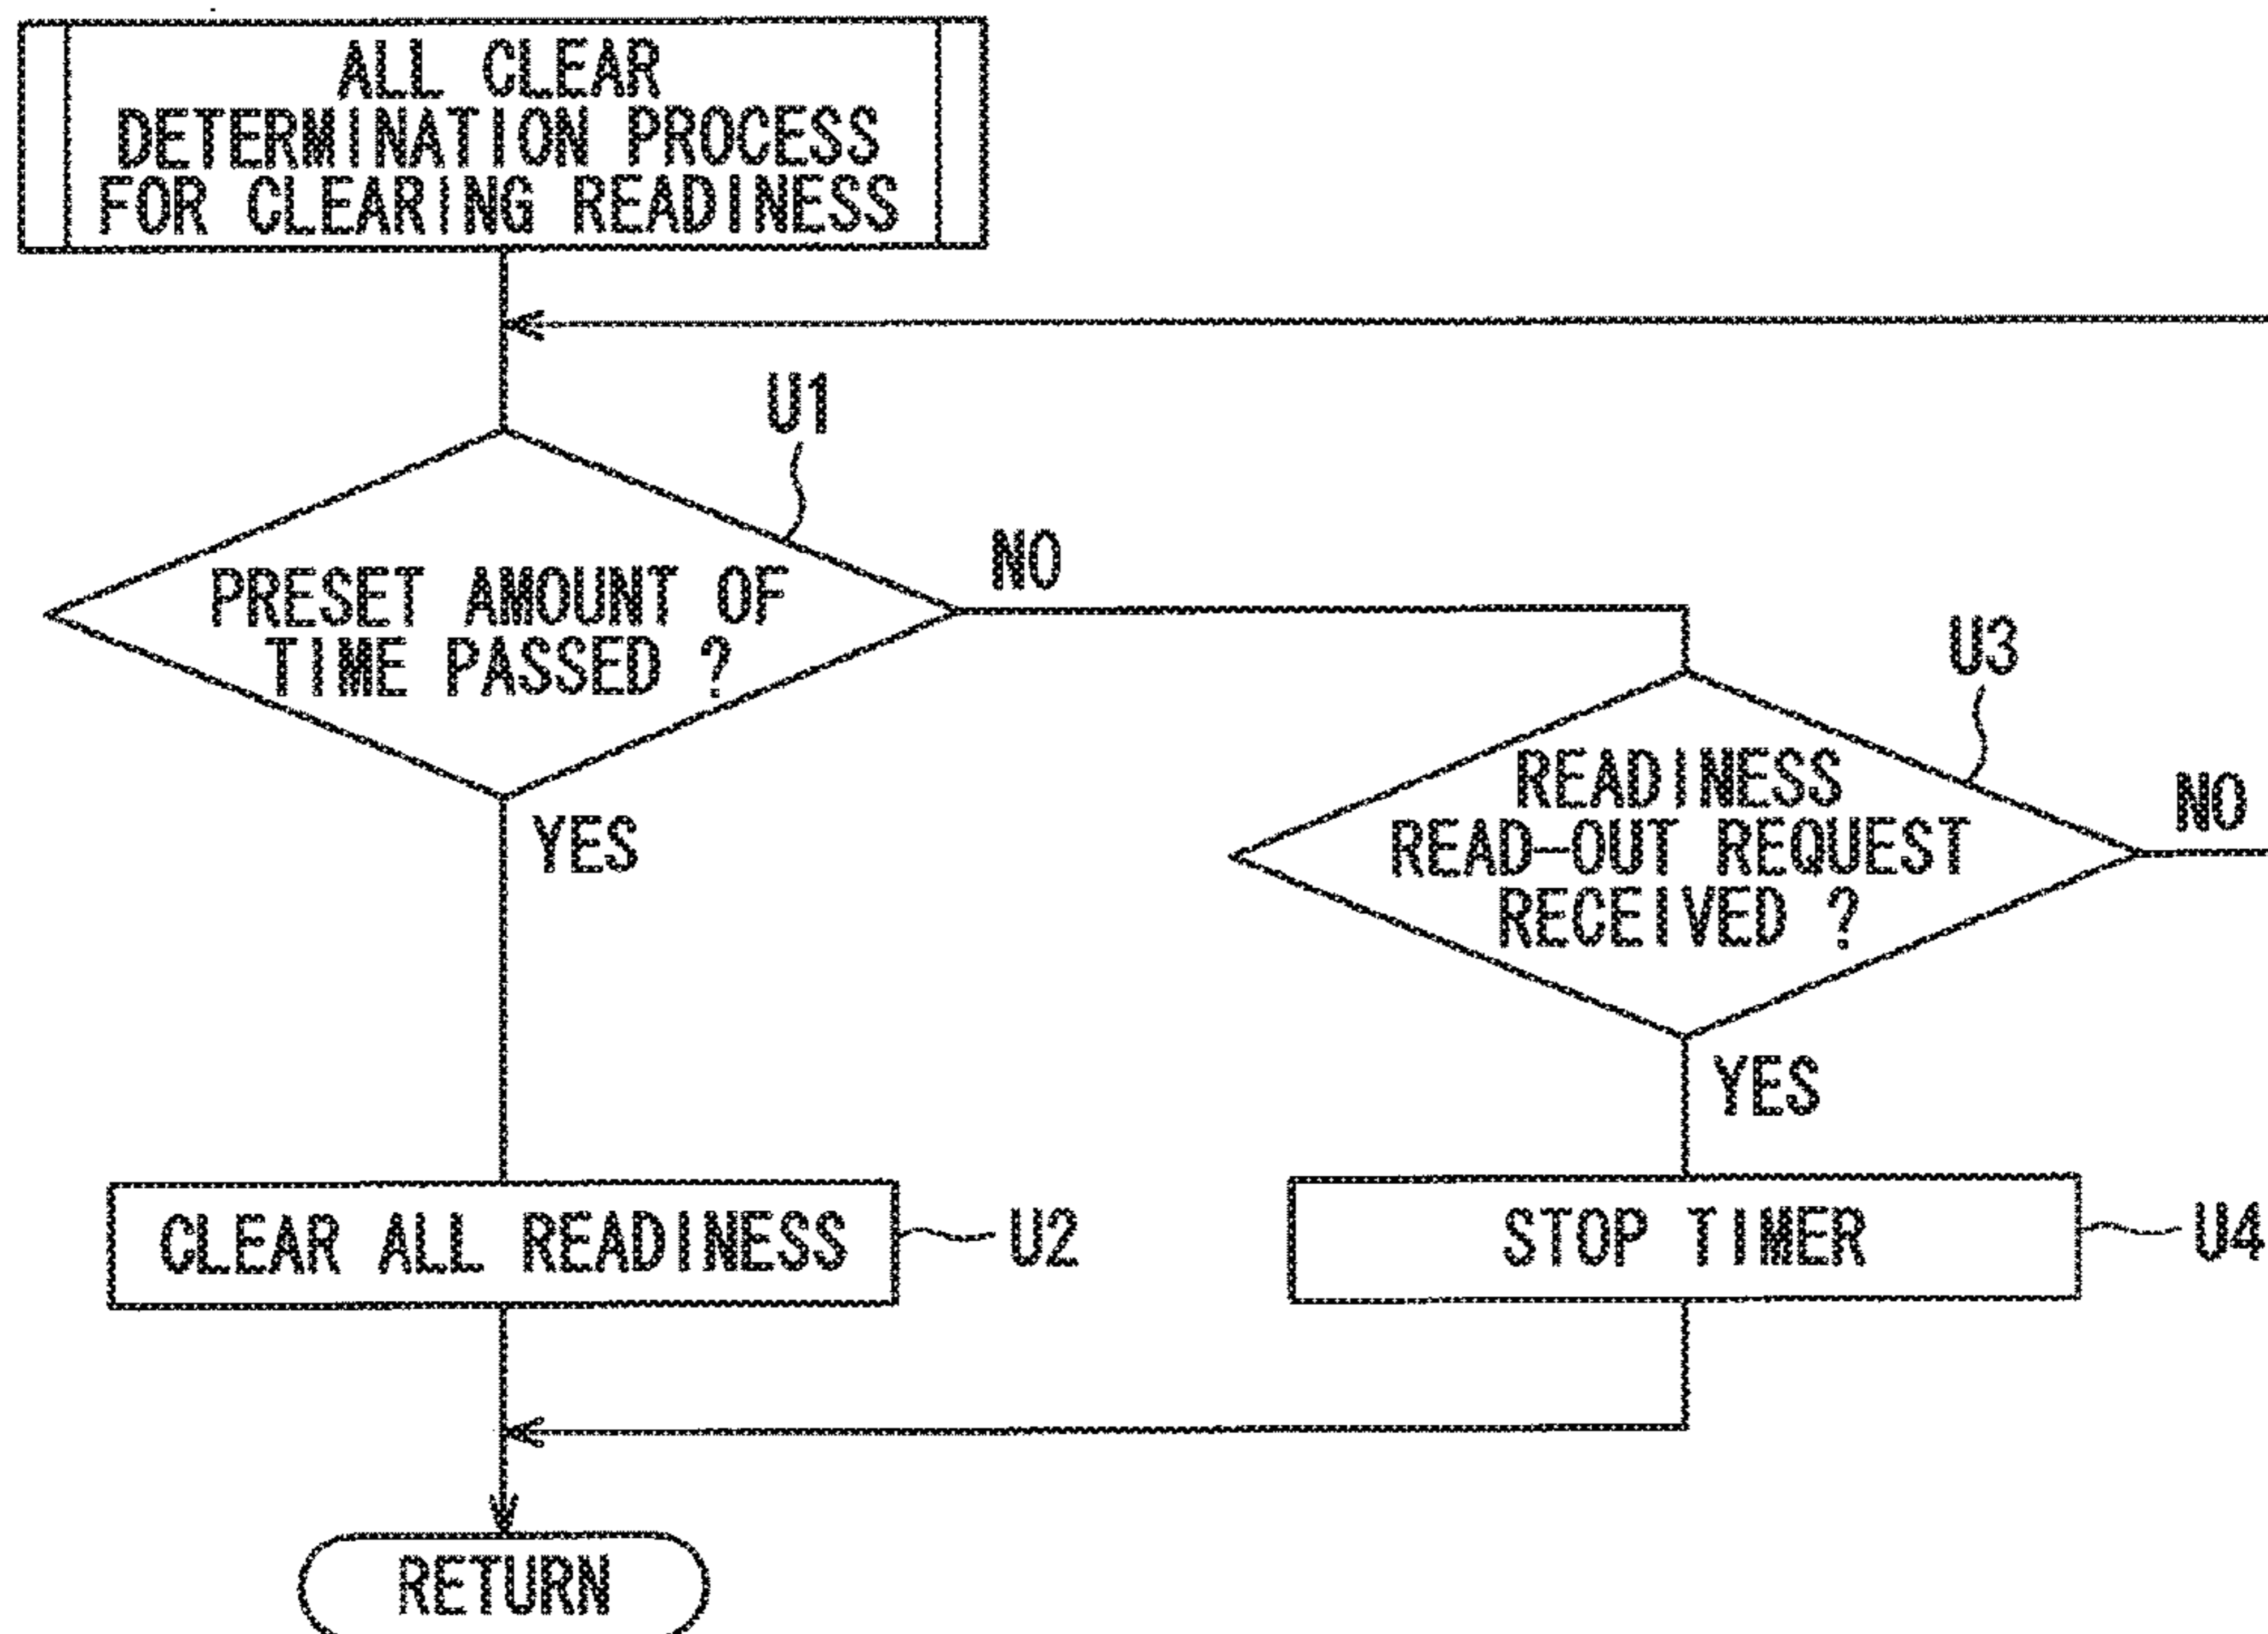 ALL CLEAR
DETERMINATION PROCESS
FOR CLEARING READINESS
U1
NO
PRESET AMOUNT OF
TIME PASSED ?
U3
READINESS
READ-OUT REQUEST
RECEIVED ?
NO
YES
YES
CLEAR ALL READINESS
U2
STOP TIMER
U4
RETURN